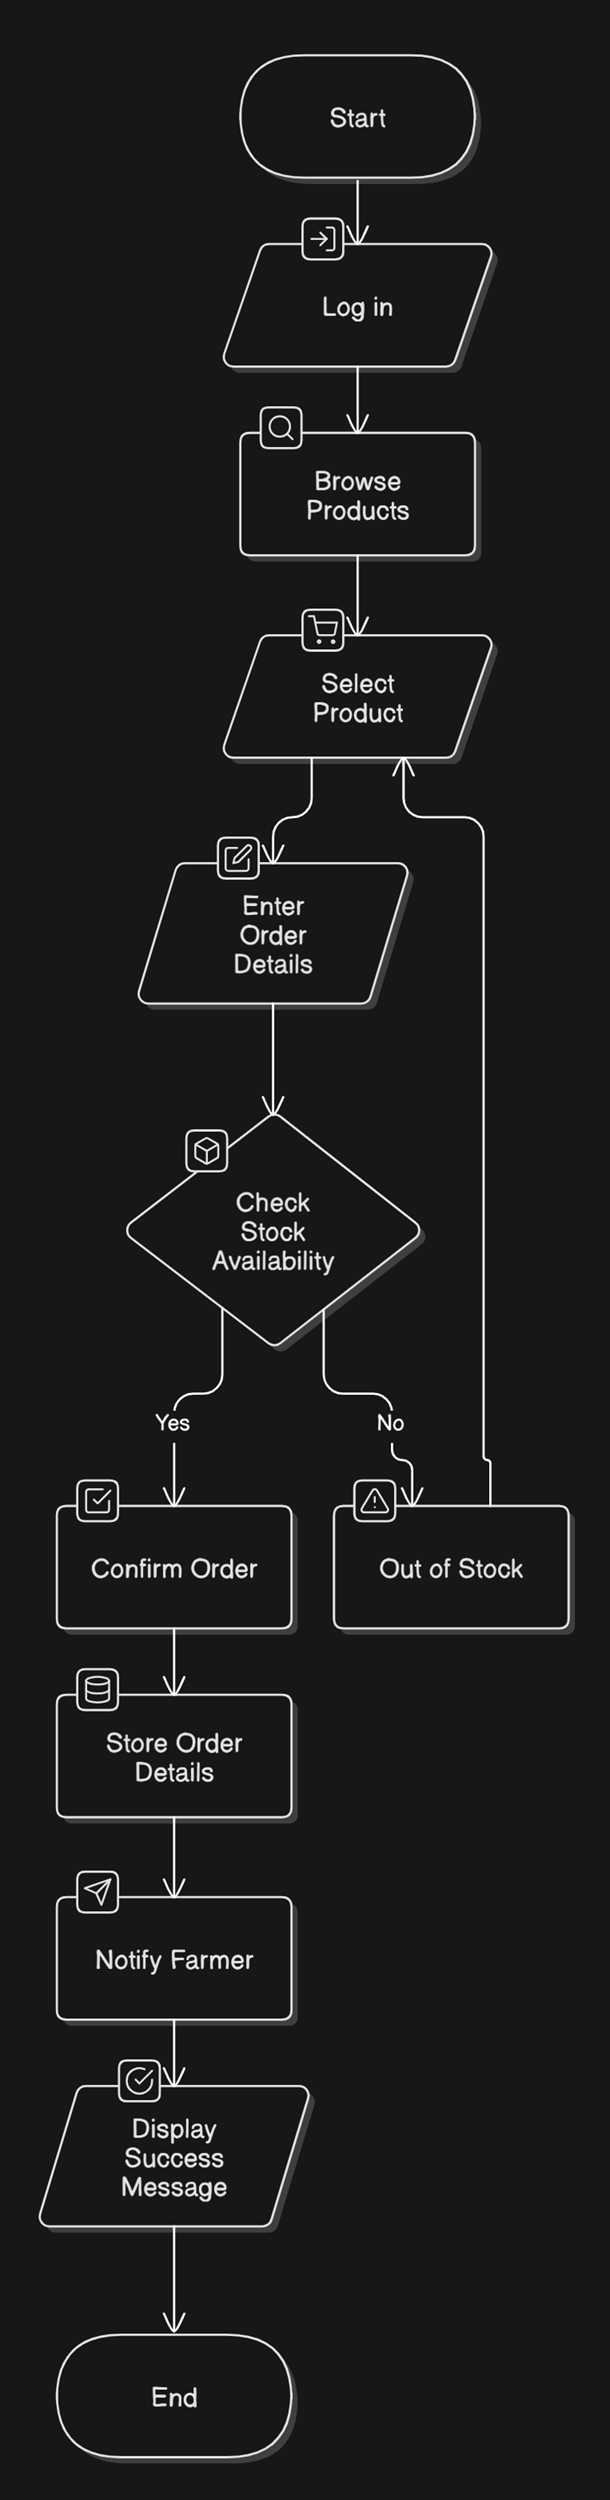 Start
Log in
Browse
Products
Select
Product
Enter
Order
Details
Check
Stock
Availability
Yes
No
Confirm Order
Out of Stock
Store Order
Details
Notify Farmer
Display
Success
Message
End